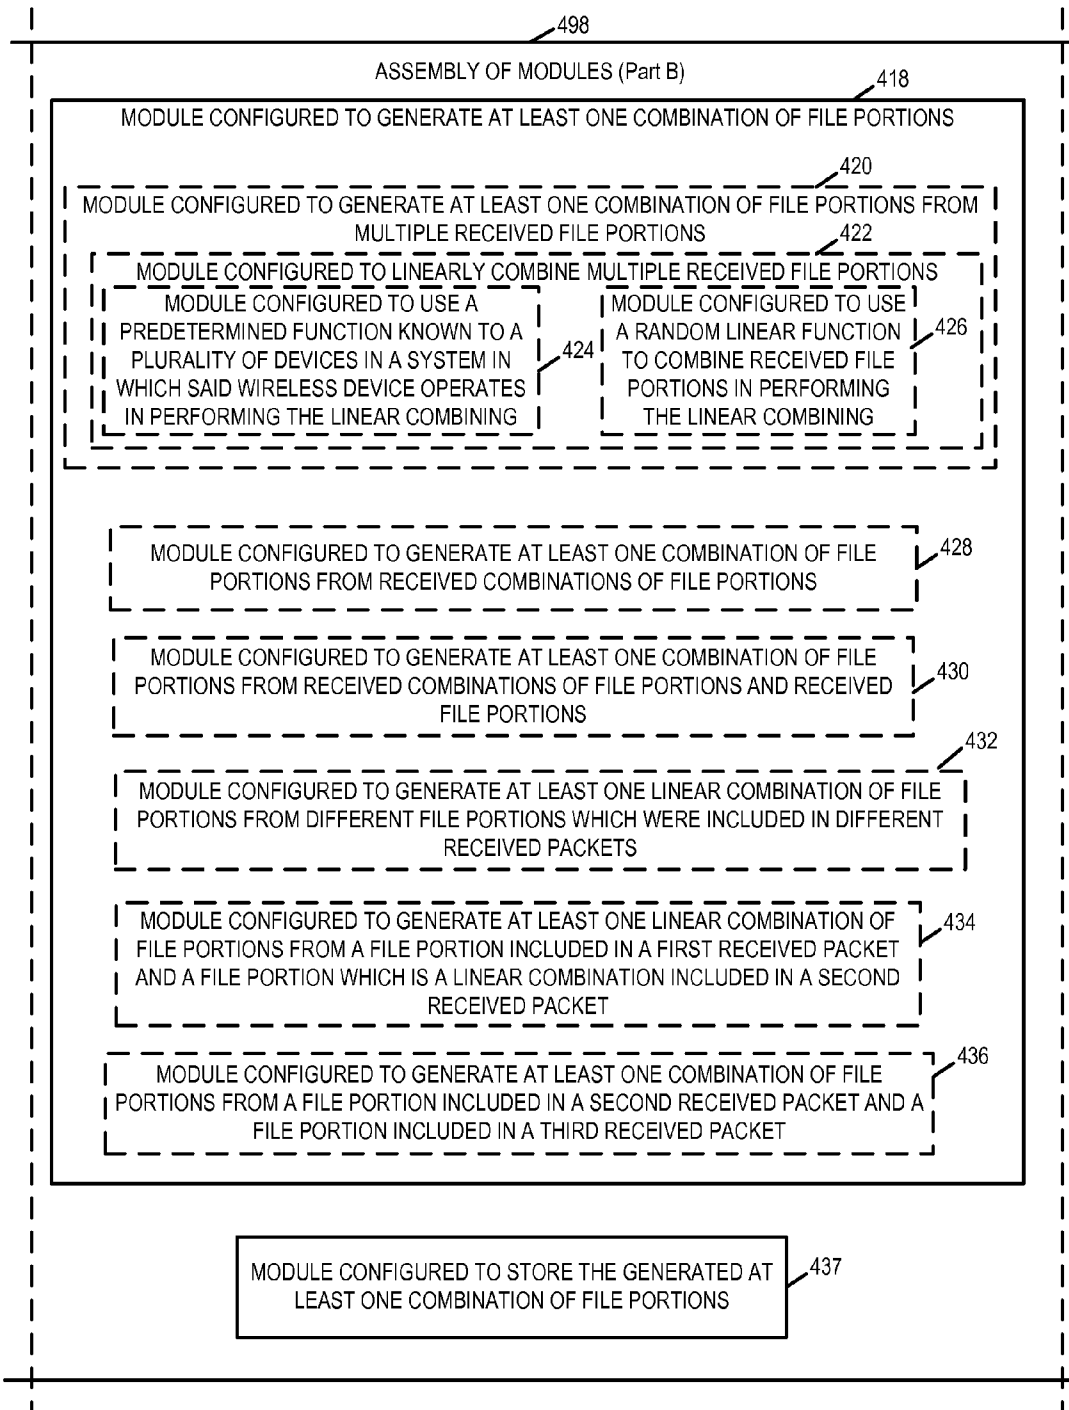 498
ASSEMBLY OF MODULES (Part B)
418
MODULE CONFIGURED TO GENERATE AT LEAST ONE COMBINATION OF FILE PORTIONS
420
MODULE CONFIGURED TO GENERATE AT LEAST ONE COMBINATION OF FILE PORTIONS FROM
MULTIPLE RECEIVED FILE PORTIONS
422
MODULE CONFIGURED TO LINEARLY COMBINE MULTIPLE RECEIVED FILE PORTIONS
MODULE CONFIGURED TO USE A
PREDETERMINED FUNCTION KNOWN TO A
PLURALITY OF DEVICES IN A SYSTEM IN
WHICH SAID WIRELESS DEVICE OPERATES
IN PERFORMING THE LINEAR COMBINING
424
MODULE CONFIGURED TO USE
A RANDOM LINEAR FUNCTION
TO COMBINE RECEIVED FILE
PORTIONS IN PERFORMING
THE LINEAR COMBINING
426
MODULE CONFIGURED TO GENERATE AT LEAST ONE COMBINATION OF FILE
PORTIONS FROM RECEIVED COMBINATIONS OF FILE PORTIONS
428
MODULE CONFIGURED TO GENERATE AT LEAST ONE COMBINATION OF FILE
PORTIONS FROM RECEIVED COMBINATIONS OF FILE PORTIONS AND RECEIVED
FILE PORTIONS
430
432
MODULE CONFIGURED TO GENERATE AT LEAST ONE LINEAR COMBINATION OF FILE
PORTIONS FROM DIFFERENT FILE PORTIONS WHICH WERE INCLUDED IN DIFFERENT
RECEIVED PACKETS
MODULE CONFIGURED TO GENERATE AT LEAST ONE LINEAR COMBINATION OF
FILE PORTIONS FROM A FILE PORTION INCLUDED IN A FIRST RECEIVED PACKET
AND A FILE PORTION WHICH IS A LINEAR COMBINATION INCLUDED IN A SECOND
RECEIVED PACKET
434
MODULE CONFIGURED TO GENERATE AT LEAST ONE COMBINATION OF FILE
PORTIONS FROM A FILE PORTION INCLUDED IN A SECOND RECEIVED PACKET AND A
FILE PORTION INCLUDED IN A THIRD RECEIVED PACKET
436
MODULE CONFIGURED TO STORE THE GENERATED AT
LEAST ONE COMBINATION OF FILE PORTIONS
437